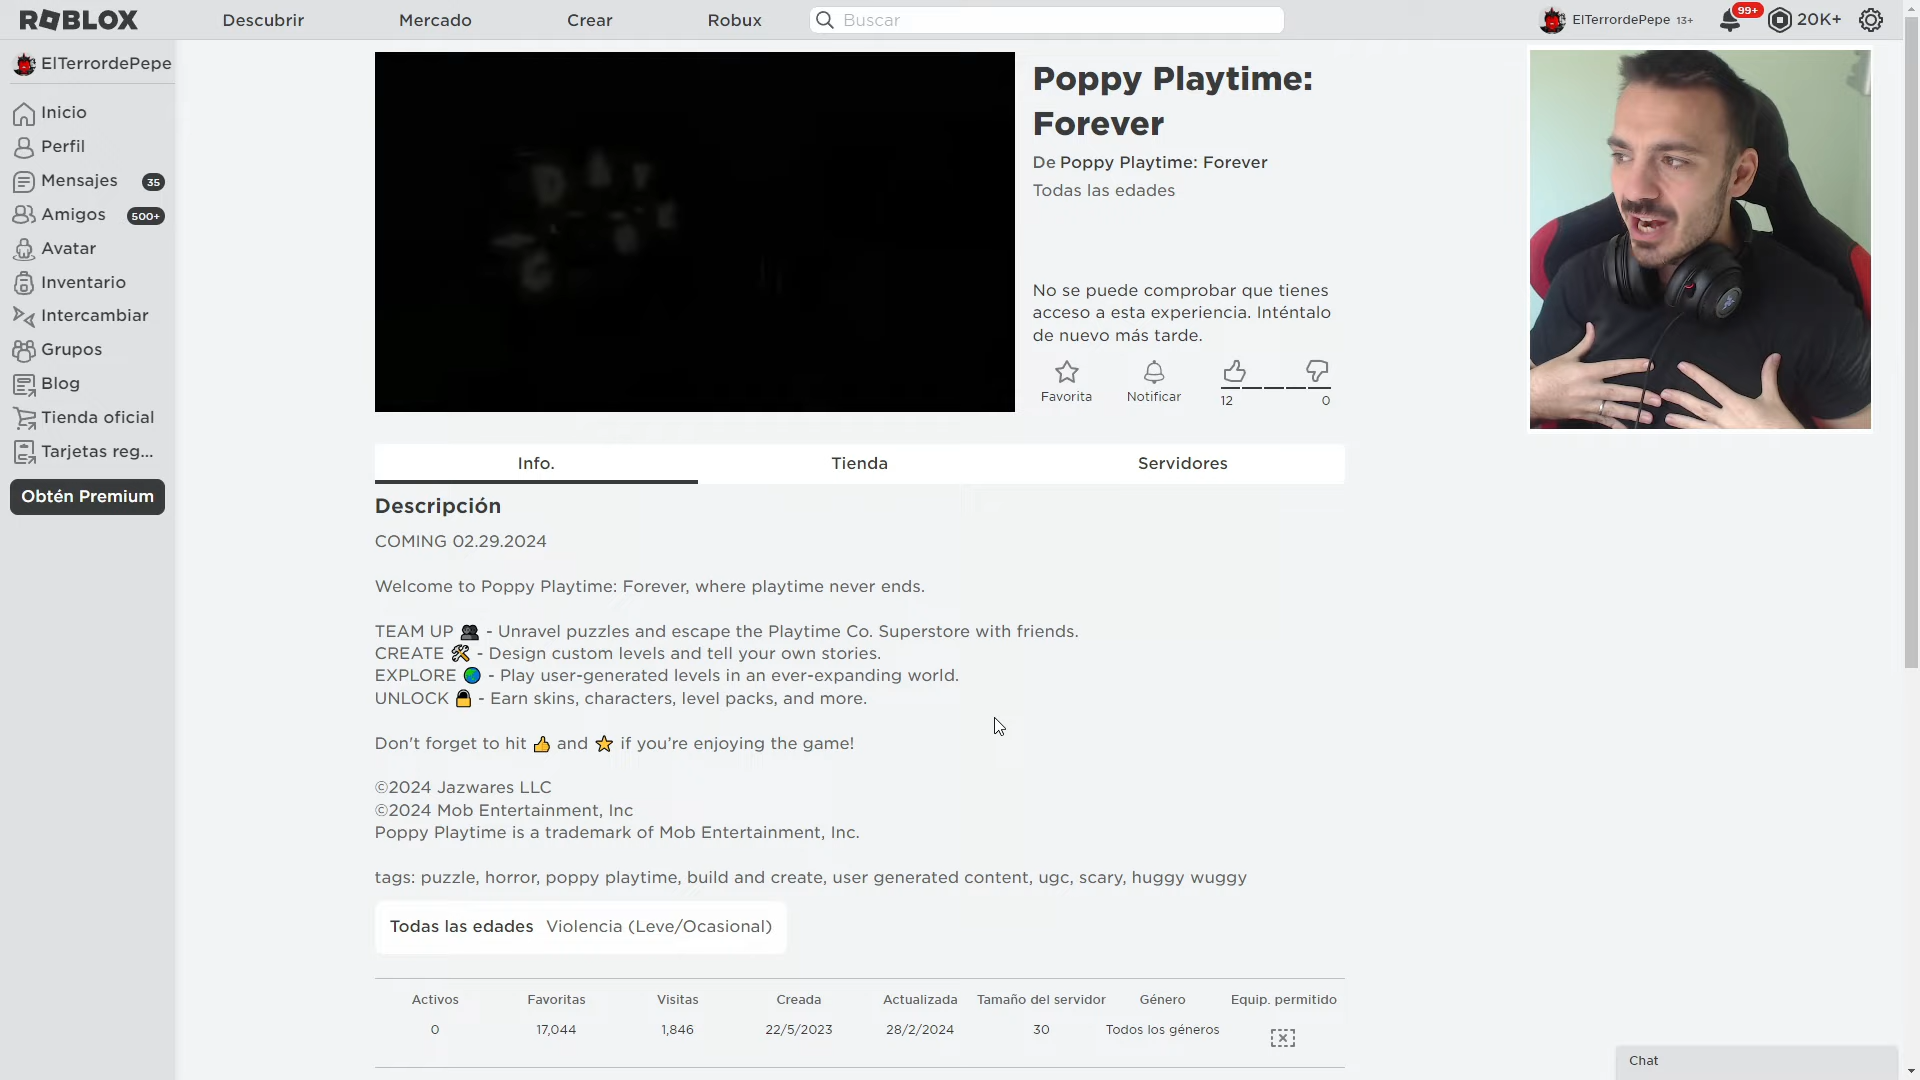 ROBLOX
Descubrir
Mercado
Crear
Robux
Buscar
ElTerrordePepe 13+
99+
20K+
ElTerrordePepe
Inicio
Perfil
Mensajes 35
Amigos 500+
Avatar
Inventario
Intercambiar
Grupos
Blog
Tienda oficial
Tarjetas reg...
Obtén Premium
Poppy Playtime:
Forever
De Poppy Playtime: Forever
Todas las edades
No se puede comprobar que tienes
acceso a esta experiencia. Inténtalo
de nuevo más tarde.
Favorita
Notificar
12
0
Info.
Tienda
Servidores
Descripción
COMING 02.29.2024
Welcome to Poppy Playtime: Forever, where playtime never ends.
TEAM UP 👥 - Unravel puzzles and escape the Playtime Co. Superstore with friends.
CREATE 🛠 - Design custom levels and tell your own stories.
EXPLORE 🌎 - Play user-generated levels in an ever-expanding world.
UNLOCK 🔒 - Earn skins, characters, level packs, and more.
Don't forget to hit 👍 and ⭐ if you’re enjoying the game!
©2024 Jazwares LLC
©2024 Mob Entertainment, Inc
Poppy Playtime is a trademark of Mob Entertainment, Inc.
tags: puzzle, horror, poppy playtime, build and create, user generated content, ugc, scary, huggy wuggy
Todas las edades Violencia (Leve/Ocasional)
Activos Favoritas Visitas Creada Actualizada Tamaño del servidor Género Equip. permitido
0 17,044 1,846 22/5/2023 28/2/2024 30 Todos los géneros
Chat